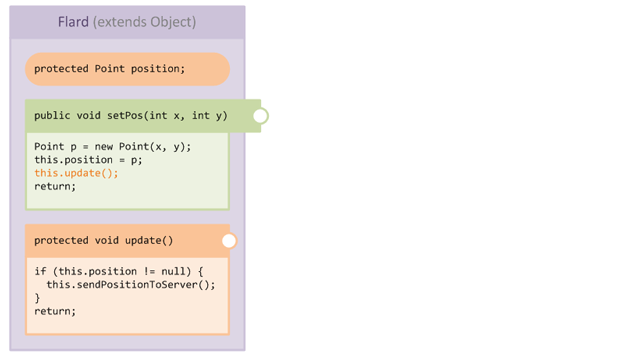 Flard (extends Object)
protected Point position;
public void setPos(int x, int y)
Point p = new Point(x, y);
this.position = p;
this.update();
return;
protected void update()
if (this.position != null) {
  this.sendPositionToServer();
}
return;